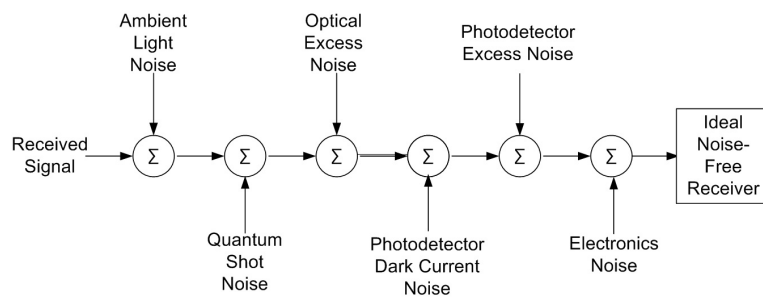 Ambient
Light
Noise
Optical
Excess
Noise
Photodetector
Excess Noise
Received
Signal
Σ
Σ
Σ
Σ
Σ
Σ
Ideal
Noise-
Free
Receiver
Quantum
Shot
Noise
Photodetector
Dark Current
Noise
Electronics
Noise